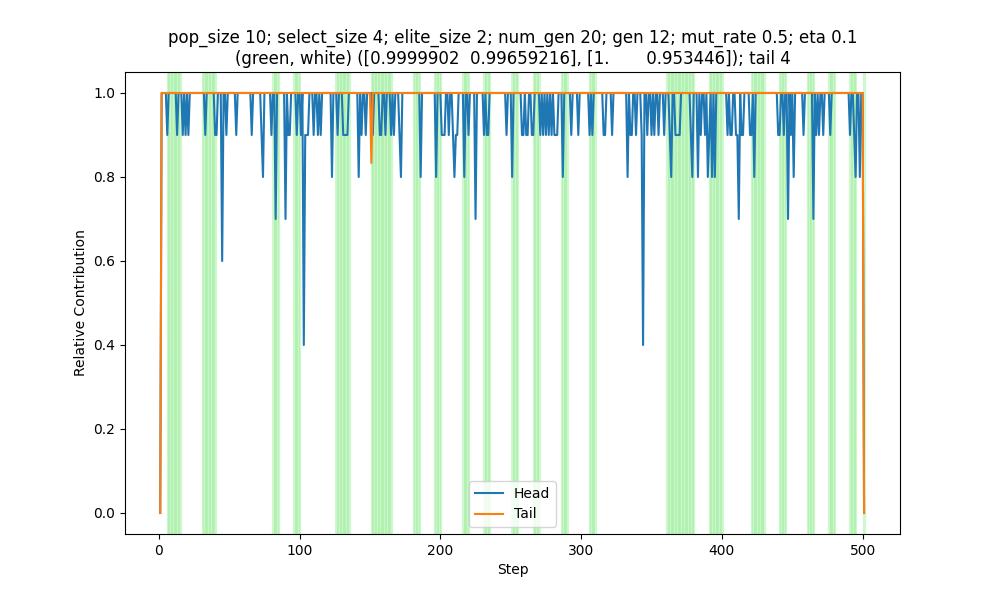 pop_size 10; select_size 4; elite_size 2; num_gen 20; gen 12; mut_rate 0.5; eta 0.1
(green, white) ([0.9999902  0.99659216], [1.        0.953446]); tail 4
1.0
0.8
0.6
0.4
0.2
0.0
Relative Contribution
Head
Tail
0 100 200 300 400 500
Step